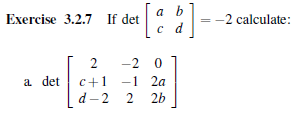 Exercise 3.2.7 If det [ a b
c d ] = −2 calculate:
a. det [ 2 −2 0
c+1 −1 2a
d−2 2 2b ]